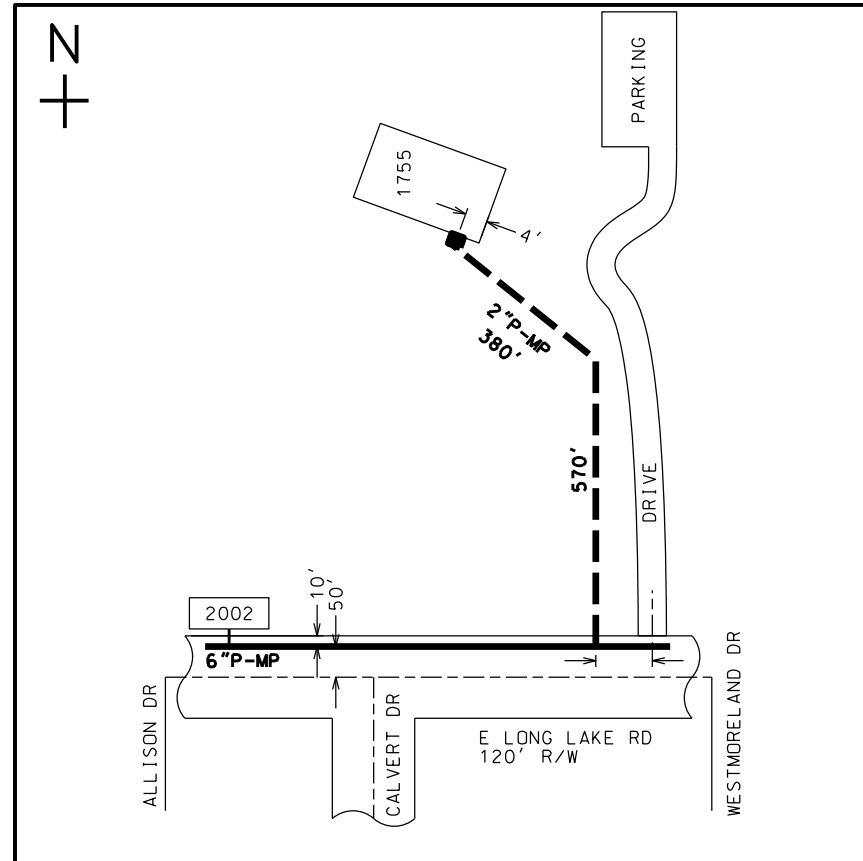 N
PARKING
1755
4'
2"P-MP
380'
570'
DRIVE
10'
50'
2002
6"P-MP
ALLISON DR
CALVERT DR
E LONG LAKE RD
120' R/W
WESTMORELAND DR